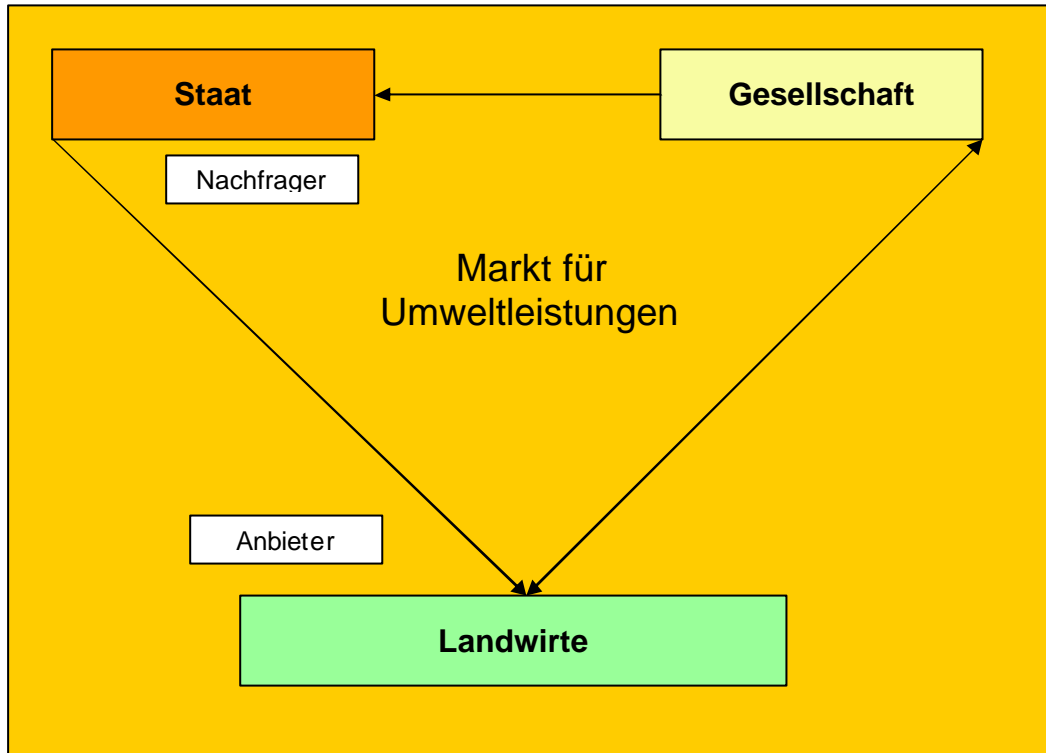 Staat
Gesellschaft
Nachfrager
Markt für
Umweltleistungen
Anbieter
Landwirte